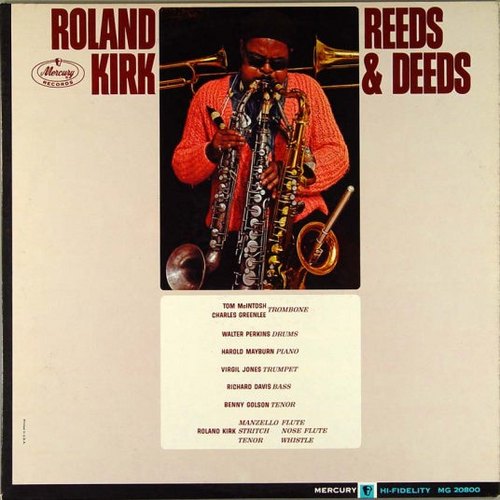 ROLAND KIRK
REEDS & DEEDS
Mercury
RECORDS
TOM McINTOSH
CHARLES GREENLEE TROMBONE
WALTER PERKINS DRUMS
HAROLD MAYBURN PIANO
VIRGIL JONES TRUMPET
RICHARD DAVIS BASS
BENNY GOLSON TENOR
MANZELLO FLUTE
ROLAND KIRK STRITCH NOSE FLUTE
TENOR WHISTLE
Printed in U.S.A.
MERCURY HI-FIDELITY MG 20800